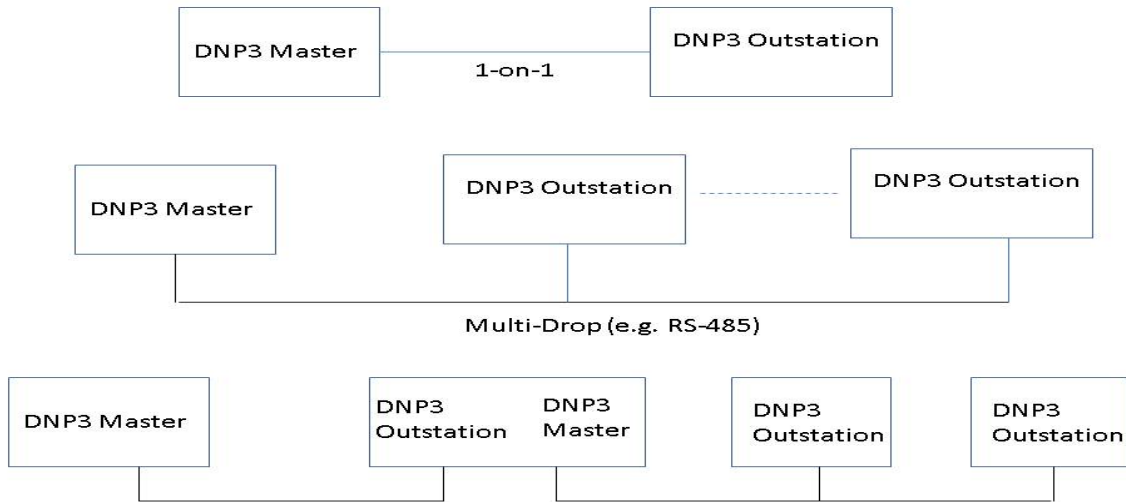 DNP3 Master
DNP3 Outstation
1-on-1
DNP3 Master
DNP3 Outstation
DNP3 Outstation
Multi-Drop (e.g. RS-485)
DNP3 Master
DNP3
Outstation
DNP3
Master
DNP3
Outstation
DNP3
Outstation